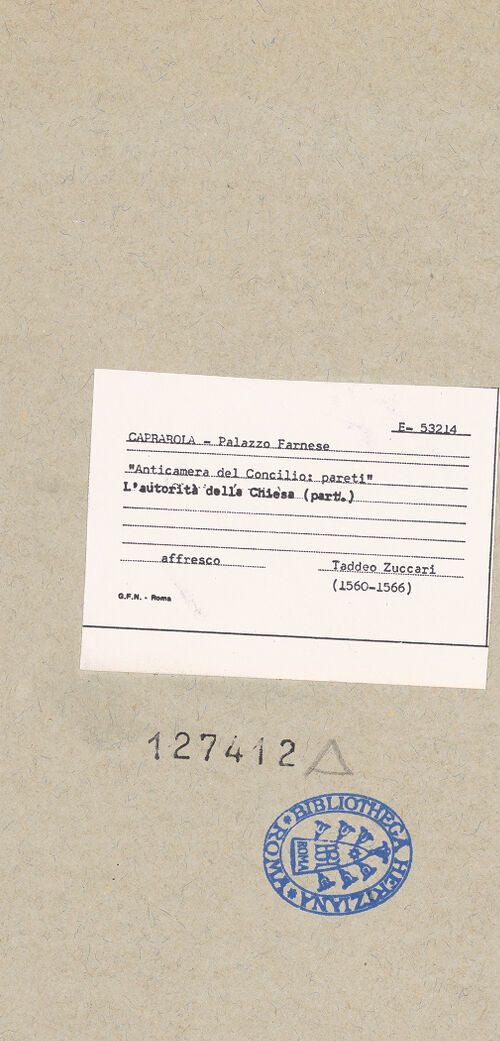 E- 53214
CAPRAROLA - Palazzo Farnese
"Anticamera del Concilio: pareti"
L'autorità della Chiesa (part.)
affresco
Taddeo Zuccari
(1560-1566)
G.F.N. - Roma
127412
BIBLIOTHECA HERTZIANA * ROMA *
ROMA